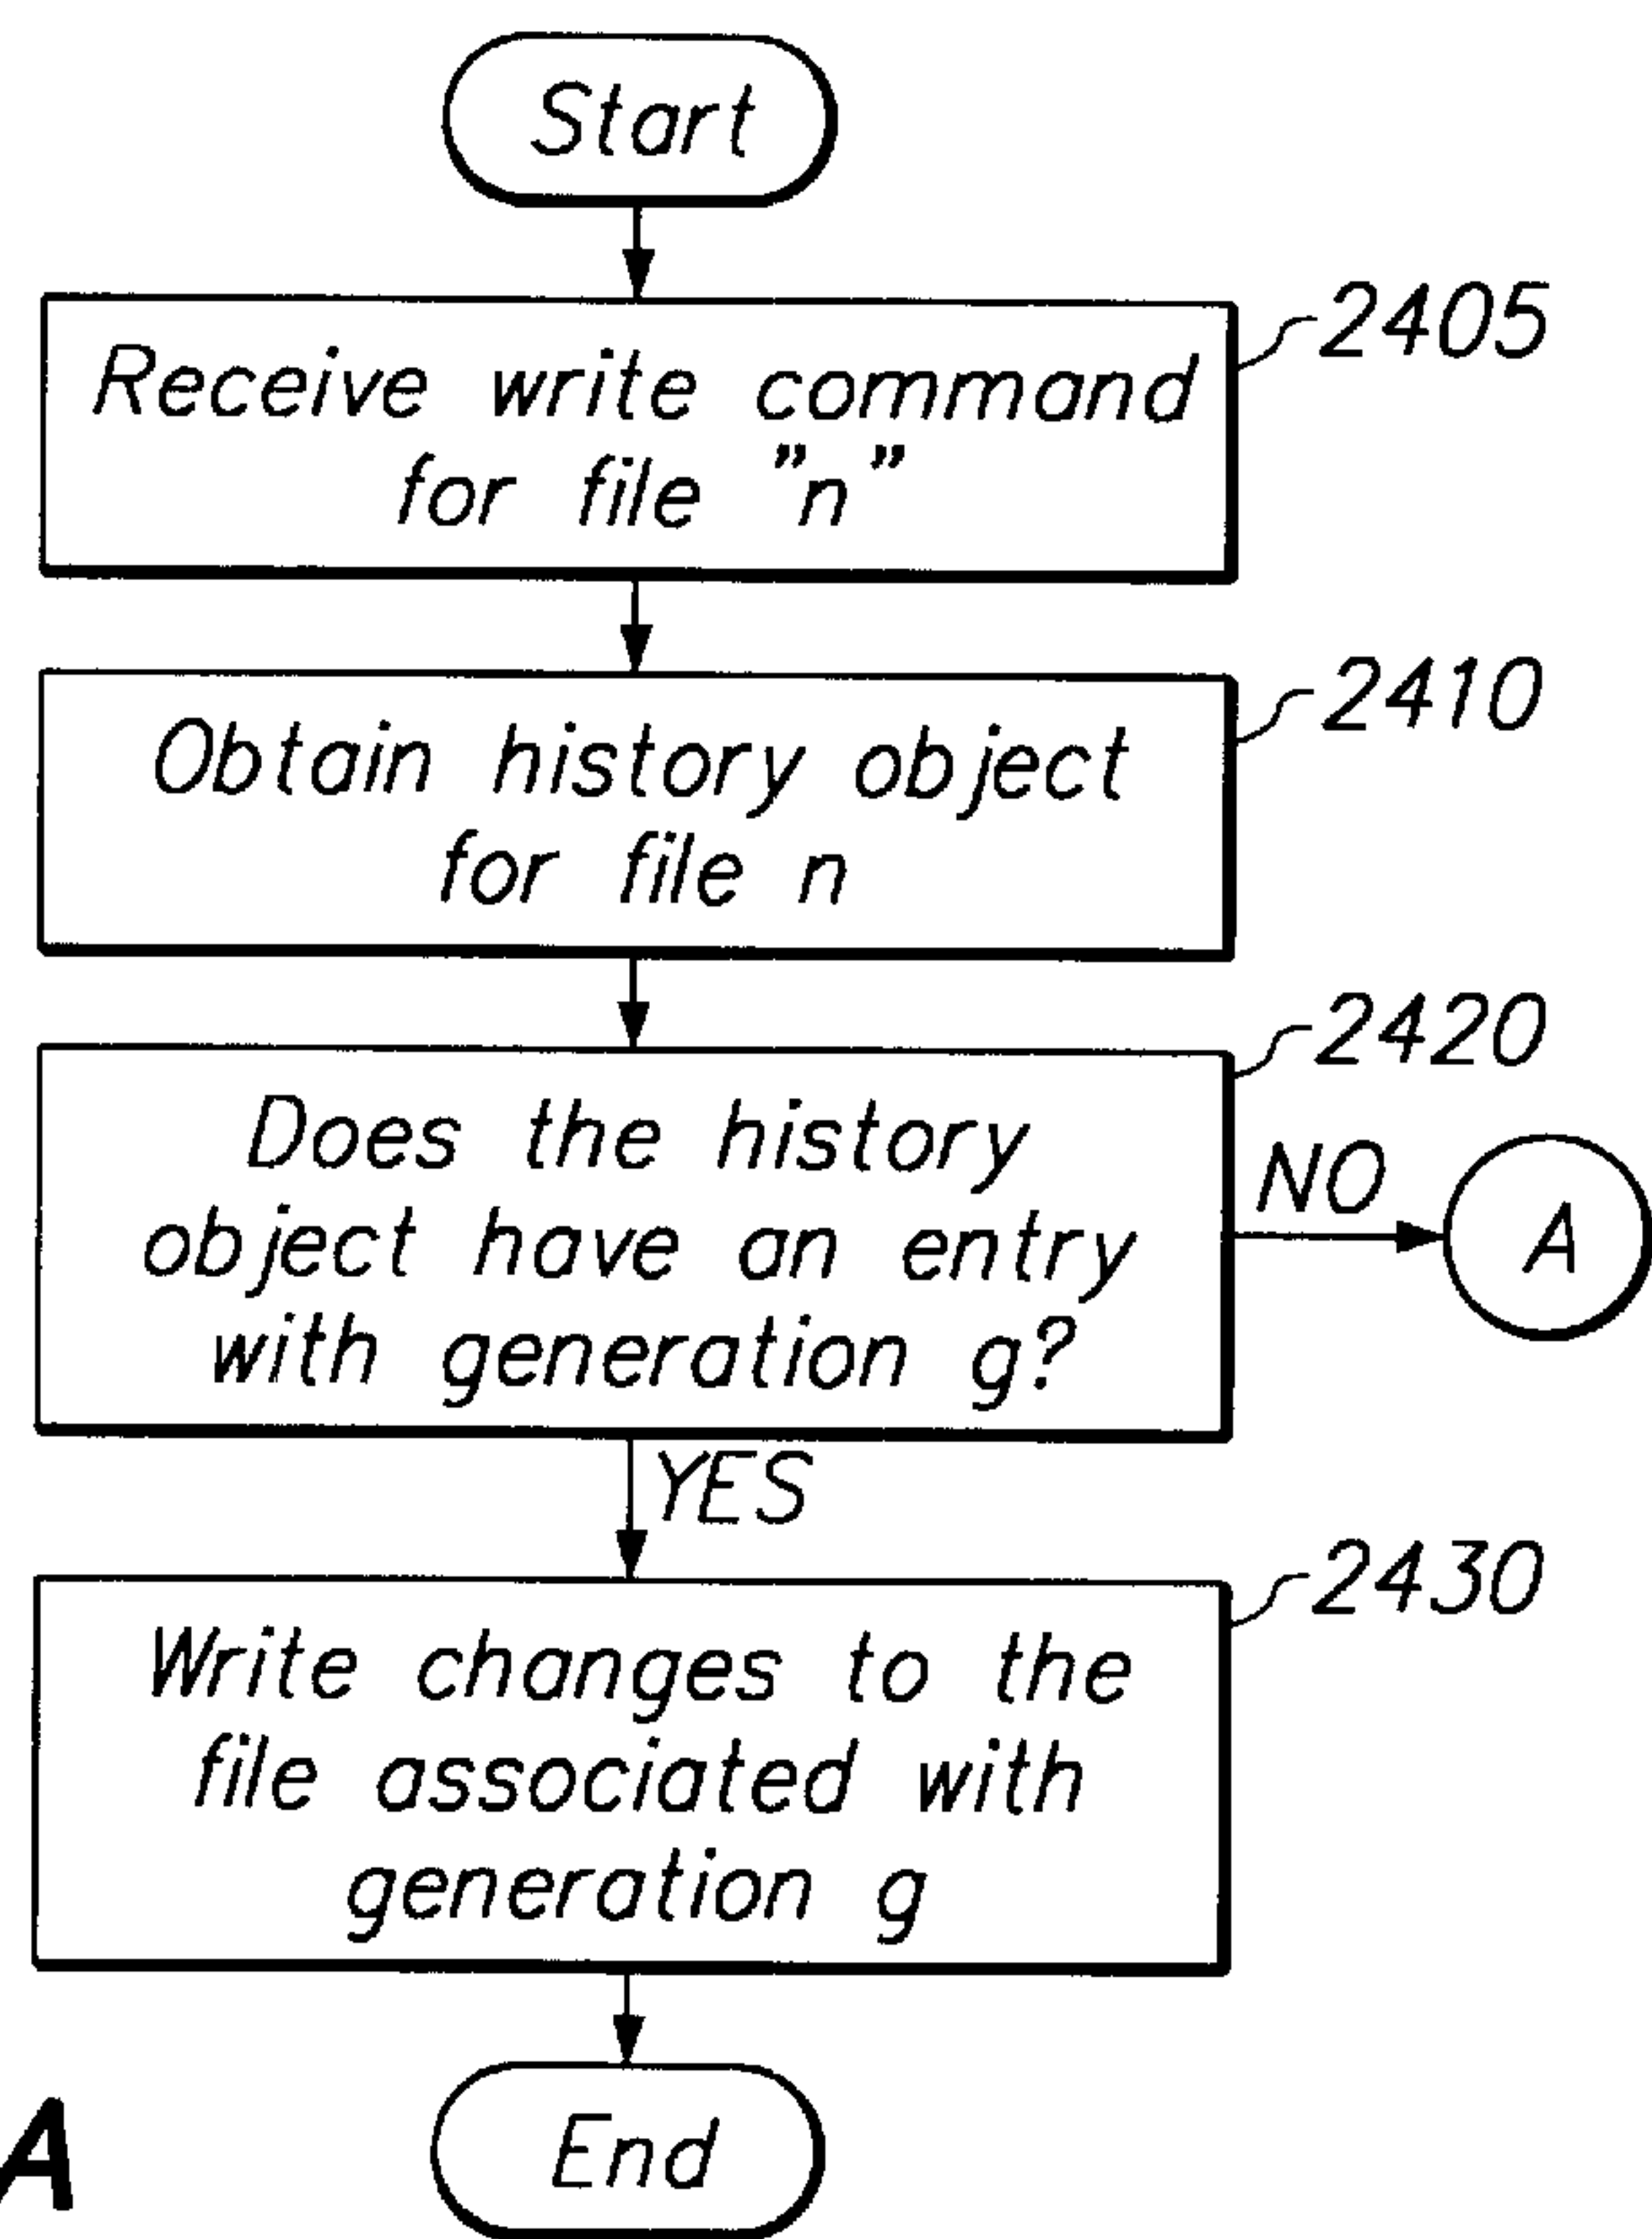 Start
2405
Receive write command
for file "n"
2410
Obtain history object
for file n
2420
Does the history
object have an entry
with generation g?
NO
A
YES
2430
Write changes to the
file associated with
generation g
End
A